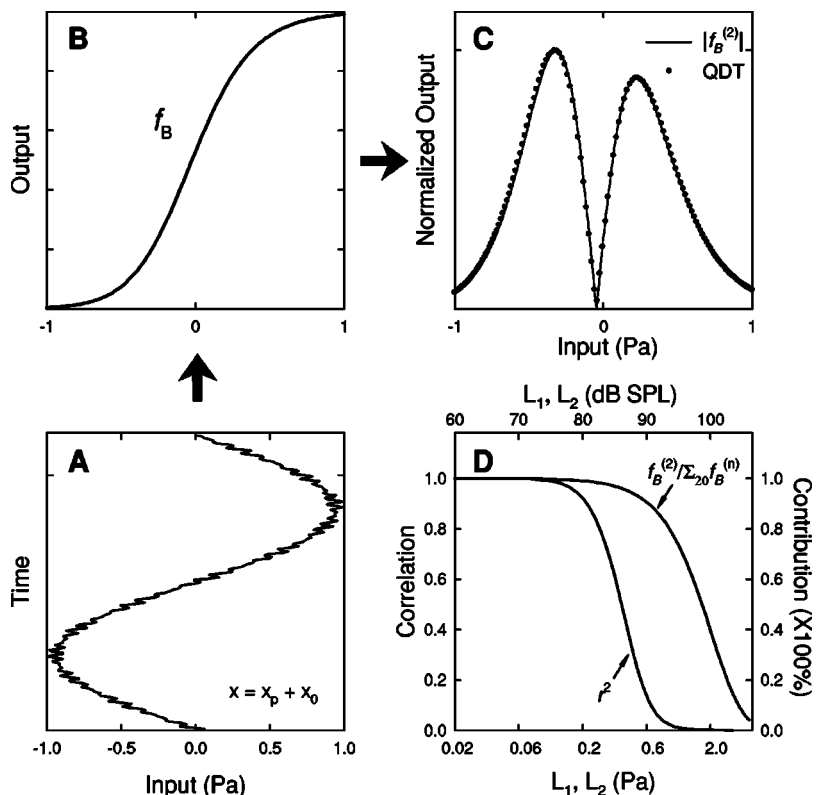 B
Output
f_B
-1
0
1
C
|f_B^(2)|
QDT
Normalized Output
-1
0
1
Input (Pa)
A
Time
x = x_p + x_0
-1.0
-0.5
0.0
0.5
1.0
Input (Pa)
L_1, L_2 (dB SPL)
60
70
80
90
100
D
f_B^(2)/Σ_20 f_B^(n)
r^2
Correlation
1.0
0.8
0.6
0.4
0.2
0.0
Contribution (X100%)
1.0
0.8
0.6
0.4
0.2
0.0
0.02
0.06
0.2
0.6
2.0
L_1, L_2 (Pa)